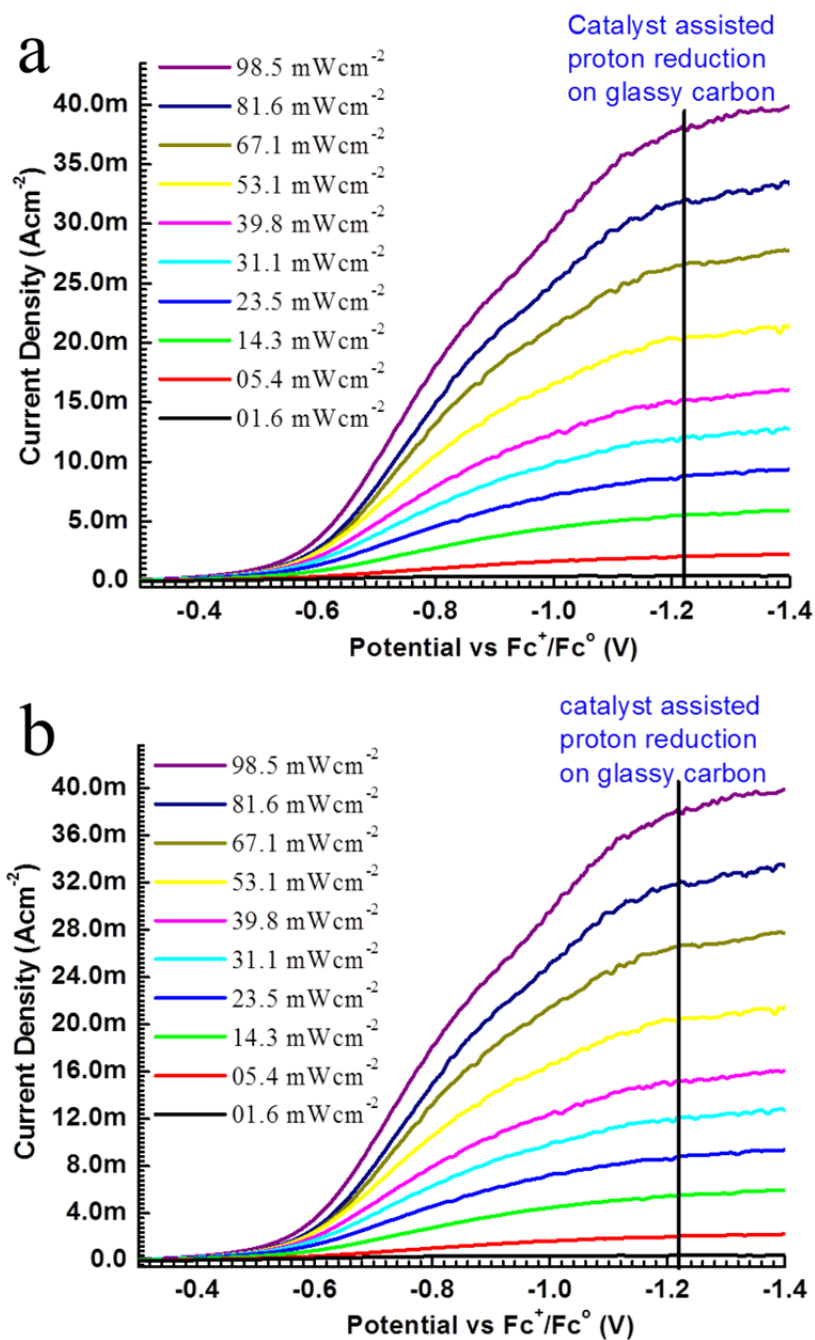 a
Catalyst assisted
proton reduction
on glassy carbon
98.5 mWcm⁻²
81.6 mWcm⁻²
67.1 mWcm⁻²
53.1 mWcm⁻²
39.8 mWcm⁻²
31.1 mWcm⁻²
23.5 mWcm⁻²
14.3 mWcm⁻²
05.4 mWcm⁻²
01.6 mWcm⁻²
Current Density (Acm⁻²)
40.0m
35.0m
30.0m
25.0m
20.0m
15.0m
10.0m
5.0m
0.0
-0.4 -0.6 -0.8 -1.0 -1.2 -1.4
Potential vs Fc⁺/Fc° (V)
b
catalyst assisted
proton reduction
on glassy carbon
98.5 mWcm⁻²
81.6 mWcm⁻²
67.1 mWcm⁻²
53.1 mWcm⁻²
39.8 mWcm⁻²
31.1 mWcm⁻²
23.5 mWcm⁻²
14.3 mWcm⁻²
05.4 mWcm⁻²
01.6 mWcm⁻²
Current Density (Acm⁻²)
40.0m
36.0m
32.0m
28.0m
24.0m
20.0m
16.0m
12.0m
8.0m
4.0m
0.0
-0.4 -0.6 -0.8 -1.0 -1.2 -1.4
Potential vs Fc⁺/Fc° (V)